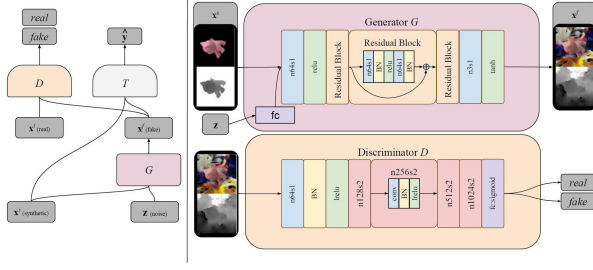 real
fake
ŷ
D
T
x^t (real)
x^f (fake)
G
x^s (synthetic)
z (noise)
x^s
Generator G
x^f
n64s1
relu
Residual Block
Residual Block
n64s1
BN
relu
n64s1
BN
Residual Block
n3s1
tanh
z
fc
Discriminator D
n64s1
BN
lrelu
n128s2
n256s2
conv
BN
lrelu
n512s2
n1024s2
fc:sigmoid
real
fake